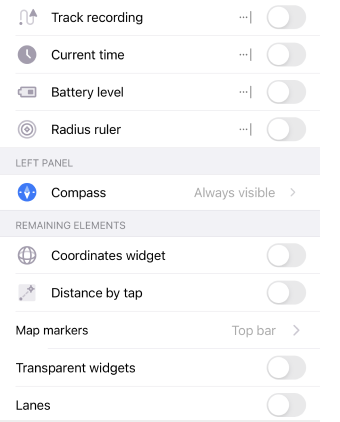 Track recording
Current time
Battery level
Radius ruler
LEFT PANEL
Compass Always visible
REMAINING ELEMENTS
Coordinates widget
Distance by tap
Map markers Top bar
Transparent widgets
Lanes